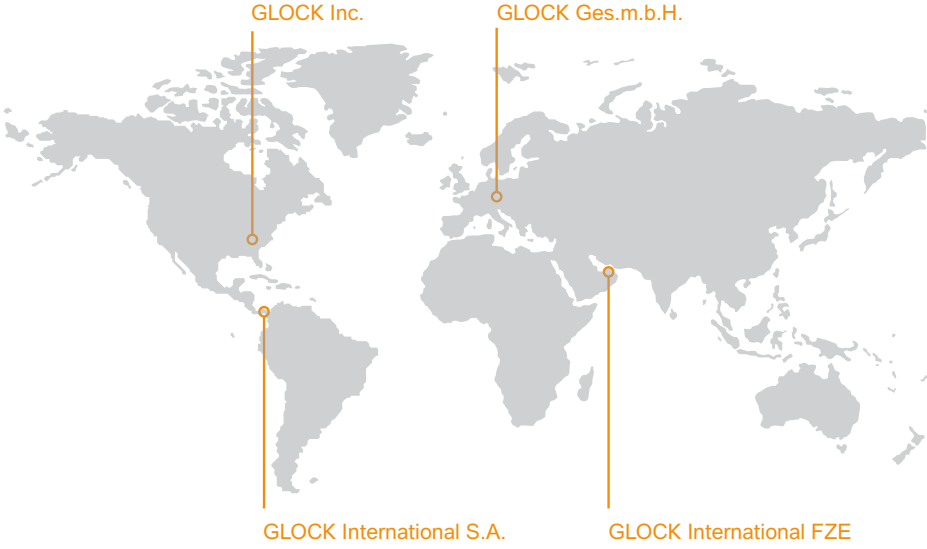 GLOCK Inc.
GLOCK Ges.m.b.H.
GLOCK International S.A.
GLOCK International FZE